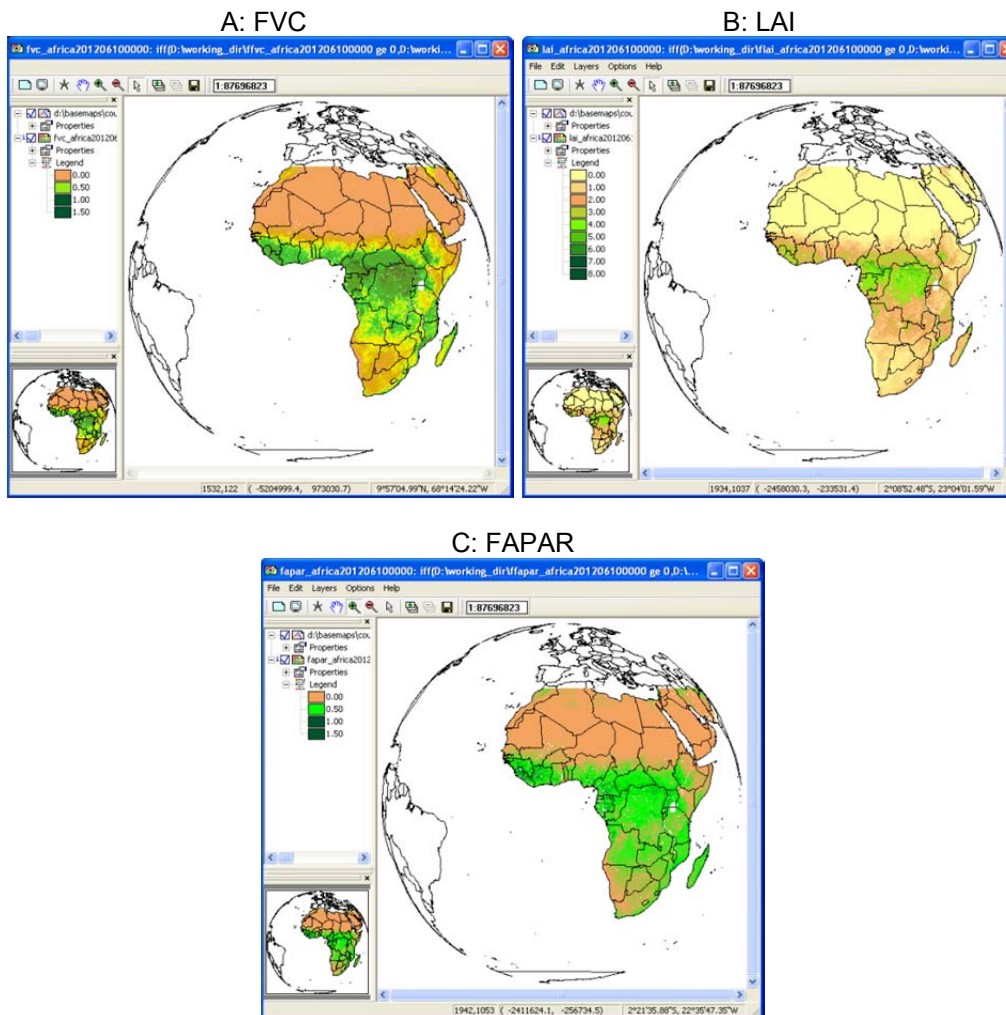 A: FVC
fvc_africa201206100000: iff(D:\working_dir\ffvc_africa201206100000 ge 0,D:\worki...
1:87696823
d:\basemaps\cou
Properties
fvc_africa20120
Properties
Legend
0.00
0.50
1.00
1.50
1532,122 ( -5204999.4, 973030.7) 9°57'04.99"N, 68°14'24.22"W
B: LAI
lai_africa201206100000: iff(D:\working_dir\flai_africa201206100000 ge 0,D:\worki...
File Edit Layers Options Help
1:87696823
d:\basemaps\cou
Properties
lai_africa201206
Properties
Legend
0.00
1.00
2.00
3.00
4.00
5.00
6.00
7.00
8.00
1934,1037 ( -2458030.3, -233531.4) 2°08'52.48"S, 23°04'01.59"W
C: FAPAR
fapar_africa201206100000: iff(D:\working_dir\ffapar_africa201206100000 ge 0,D:\...
File Edit Layers Options Help
1:87696823
d:\basemaps\cou
Properties
fapar_africa2012
Properties
Legend
0.00
0.50
1.00
1.50
1942,1053 ( -2411624.1, -256734.5) 2°21'35.88"S, 22°35'47.35"W